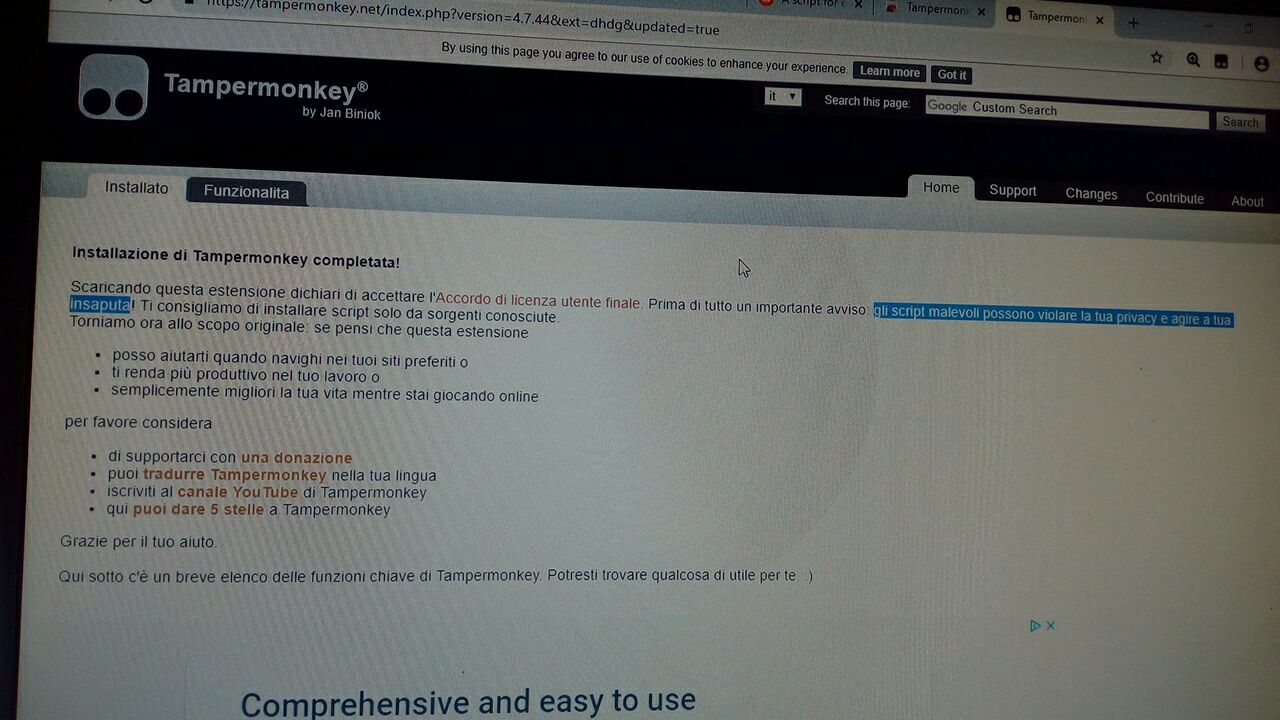 https://tampermonkey.net/index.php?version=4.7.44&ext=dhdg&updated=true
A script for
Tampermonk
Tampermon
By using this page you agree to our use of cookies to enhance your experience. Learn more Got it
Tampermonkey®
by Jan Biniok
it
Search this page:
Google Custom Search
Search
Installato
Funzionalita
Home
Support
Changes
Contribute
About
Installazione di Tampermonkey completata!
Scaricando questa estensione dichiari di accettare l'Accordo di licenza utente finale. Prima di tutto un importante avviso: gli script malevoli possono violare la tua privacy e agire a tua
insaputa! Ti consigliamo di installare script solo da sorgenti conosciute.
Torniamo ora allo scopo originale: se pensi che questa estensione
• posso aiutarti quando navighi nei tuoi siti preferiti o
• ti renda più produttivo nel tuo lavoro o
• semplicemente migliori la tua vita mentre stai giocando online
per favore considera
• di supportarci con una donazione
• puoi tradurre Tampermonkey nella tua lingua
• iscriviti al canale YouTube di Tampermonkey
• qui puoi dare 5 stelle a Tampermonkey
Grazie per il tuo aiuto.
Qui sotto c'è un breve elenco delle funzioni chiave di Tampermonkey. Potresti trovare qualcosa di utile per te. :)
Comprehensive and easy to use